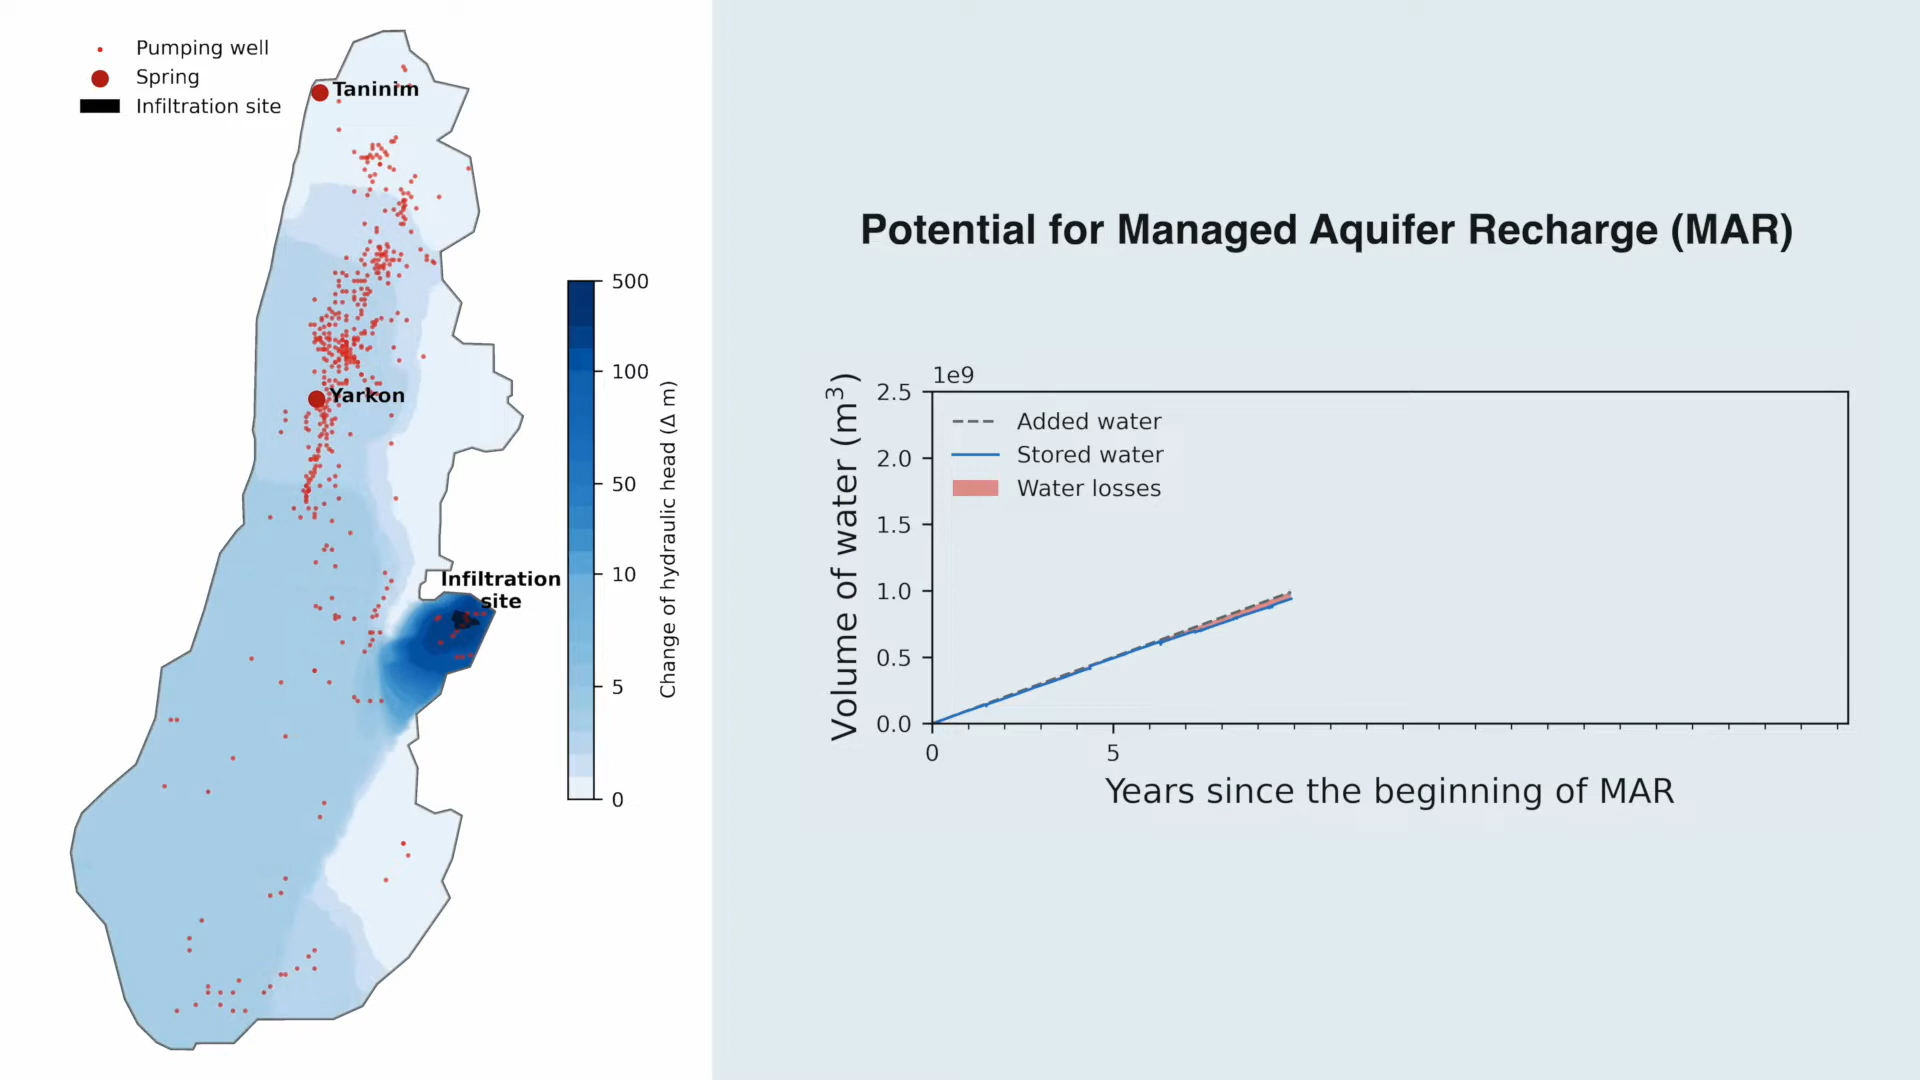 Pumping well
Spring
Infiltration site
Taninim
Yarkon
Infiltration
site
500
100
50
10
5
0
Change of hydraulic head (Δ m)
Potential for Managed Aquifer Recharge (MAR)
1e9
2.5
2.0
1.5
1.0
0.5
0.0
Volume of water (m³)
Added water
Stored water
Water losses
0 5
Years since the beginning of MAR